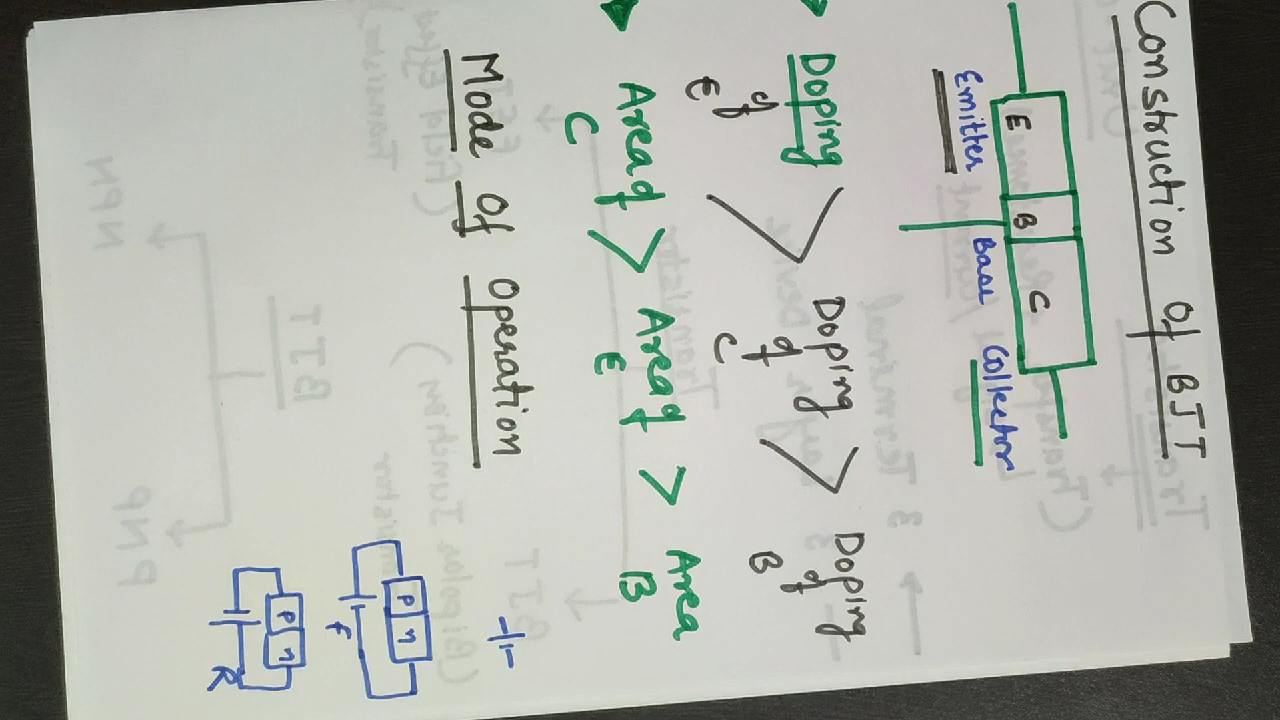 Construction Of BJT
E B C
Emitter Base Collector
Doping of E > Doping of C > Doping of B
Area of C > Area of E > Area B
Mode Of Operation
P n
F
P n
R